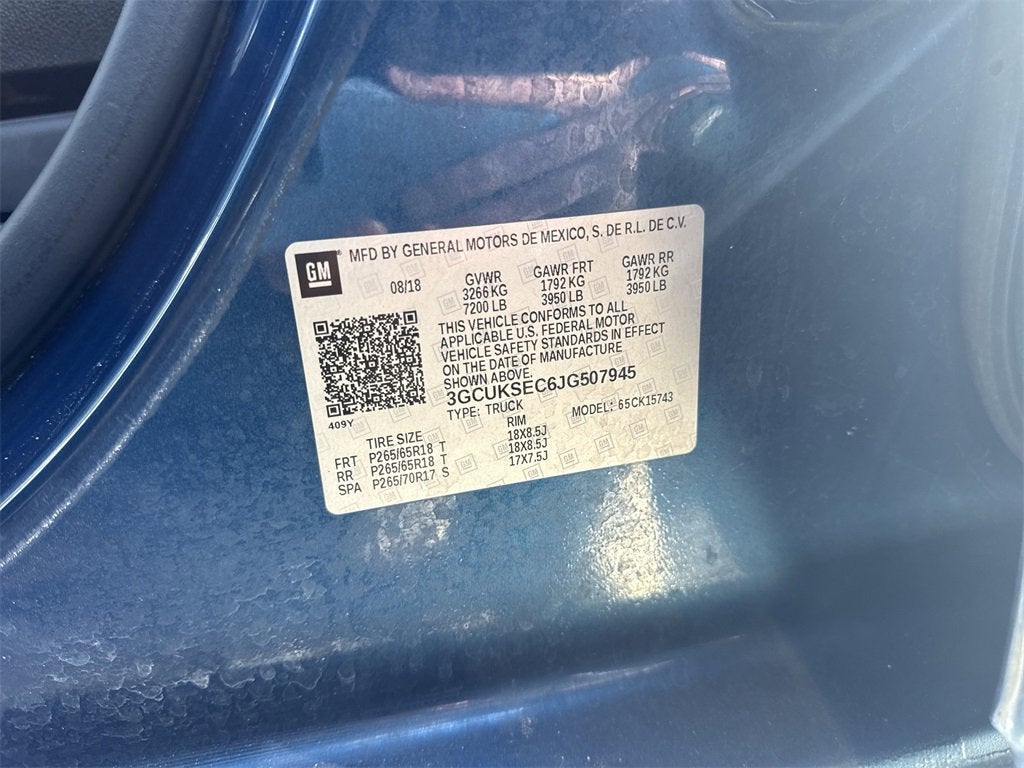 GM ® MFD BY GENERAL MOTORS DE MEXICO, S. DE R.L. DE C.V.
08/18 GVWR GAWR FRT GAWR RR
3266 KG 1792 KG 1792 KG
7200 LB 3950 LB 3950 LB
THIS VEHICLE CONFORMS TO ALL
APPLICABLE U.S. FEDERAL MOTOR
VEHICLE SAFETY STANDARDS IN EFFECT
ON THE DATE OF MANUFACTURE
SHOWN ABOVE.
3GCUKSEC6JG507945
TYPE: TRUCK MODEL: 65CK15743
409Y
TIRE SIZE RIM
FRT P265/65R18 T 18X8.5J
RR P265/65R18 T 18X8.5J
SPA P265/70R17 S 17X7.5J